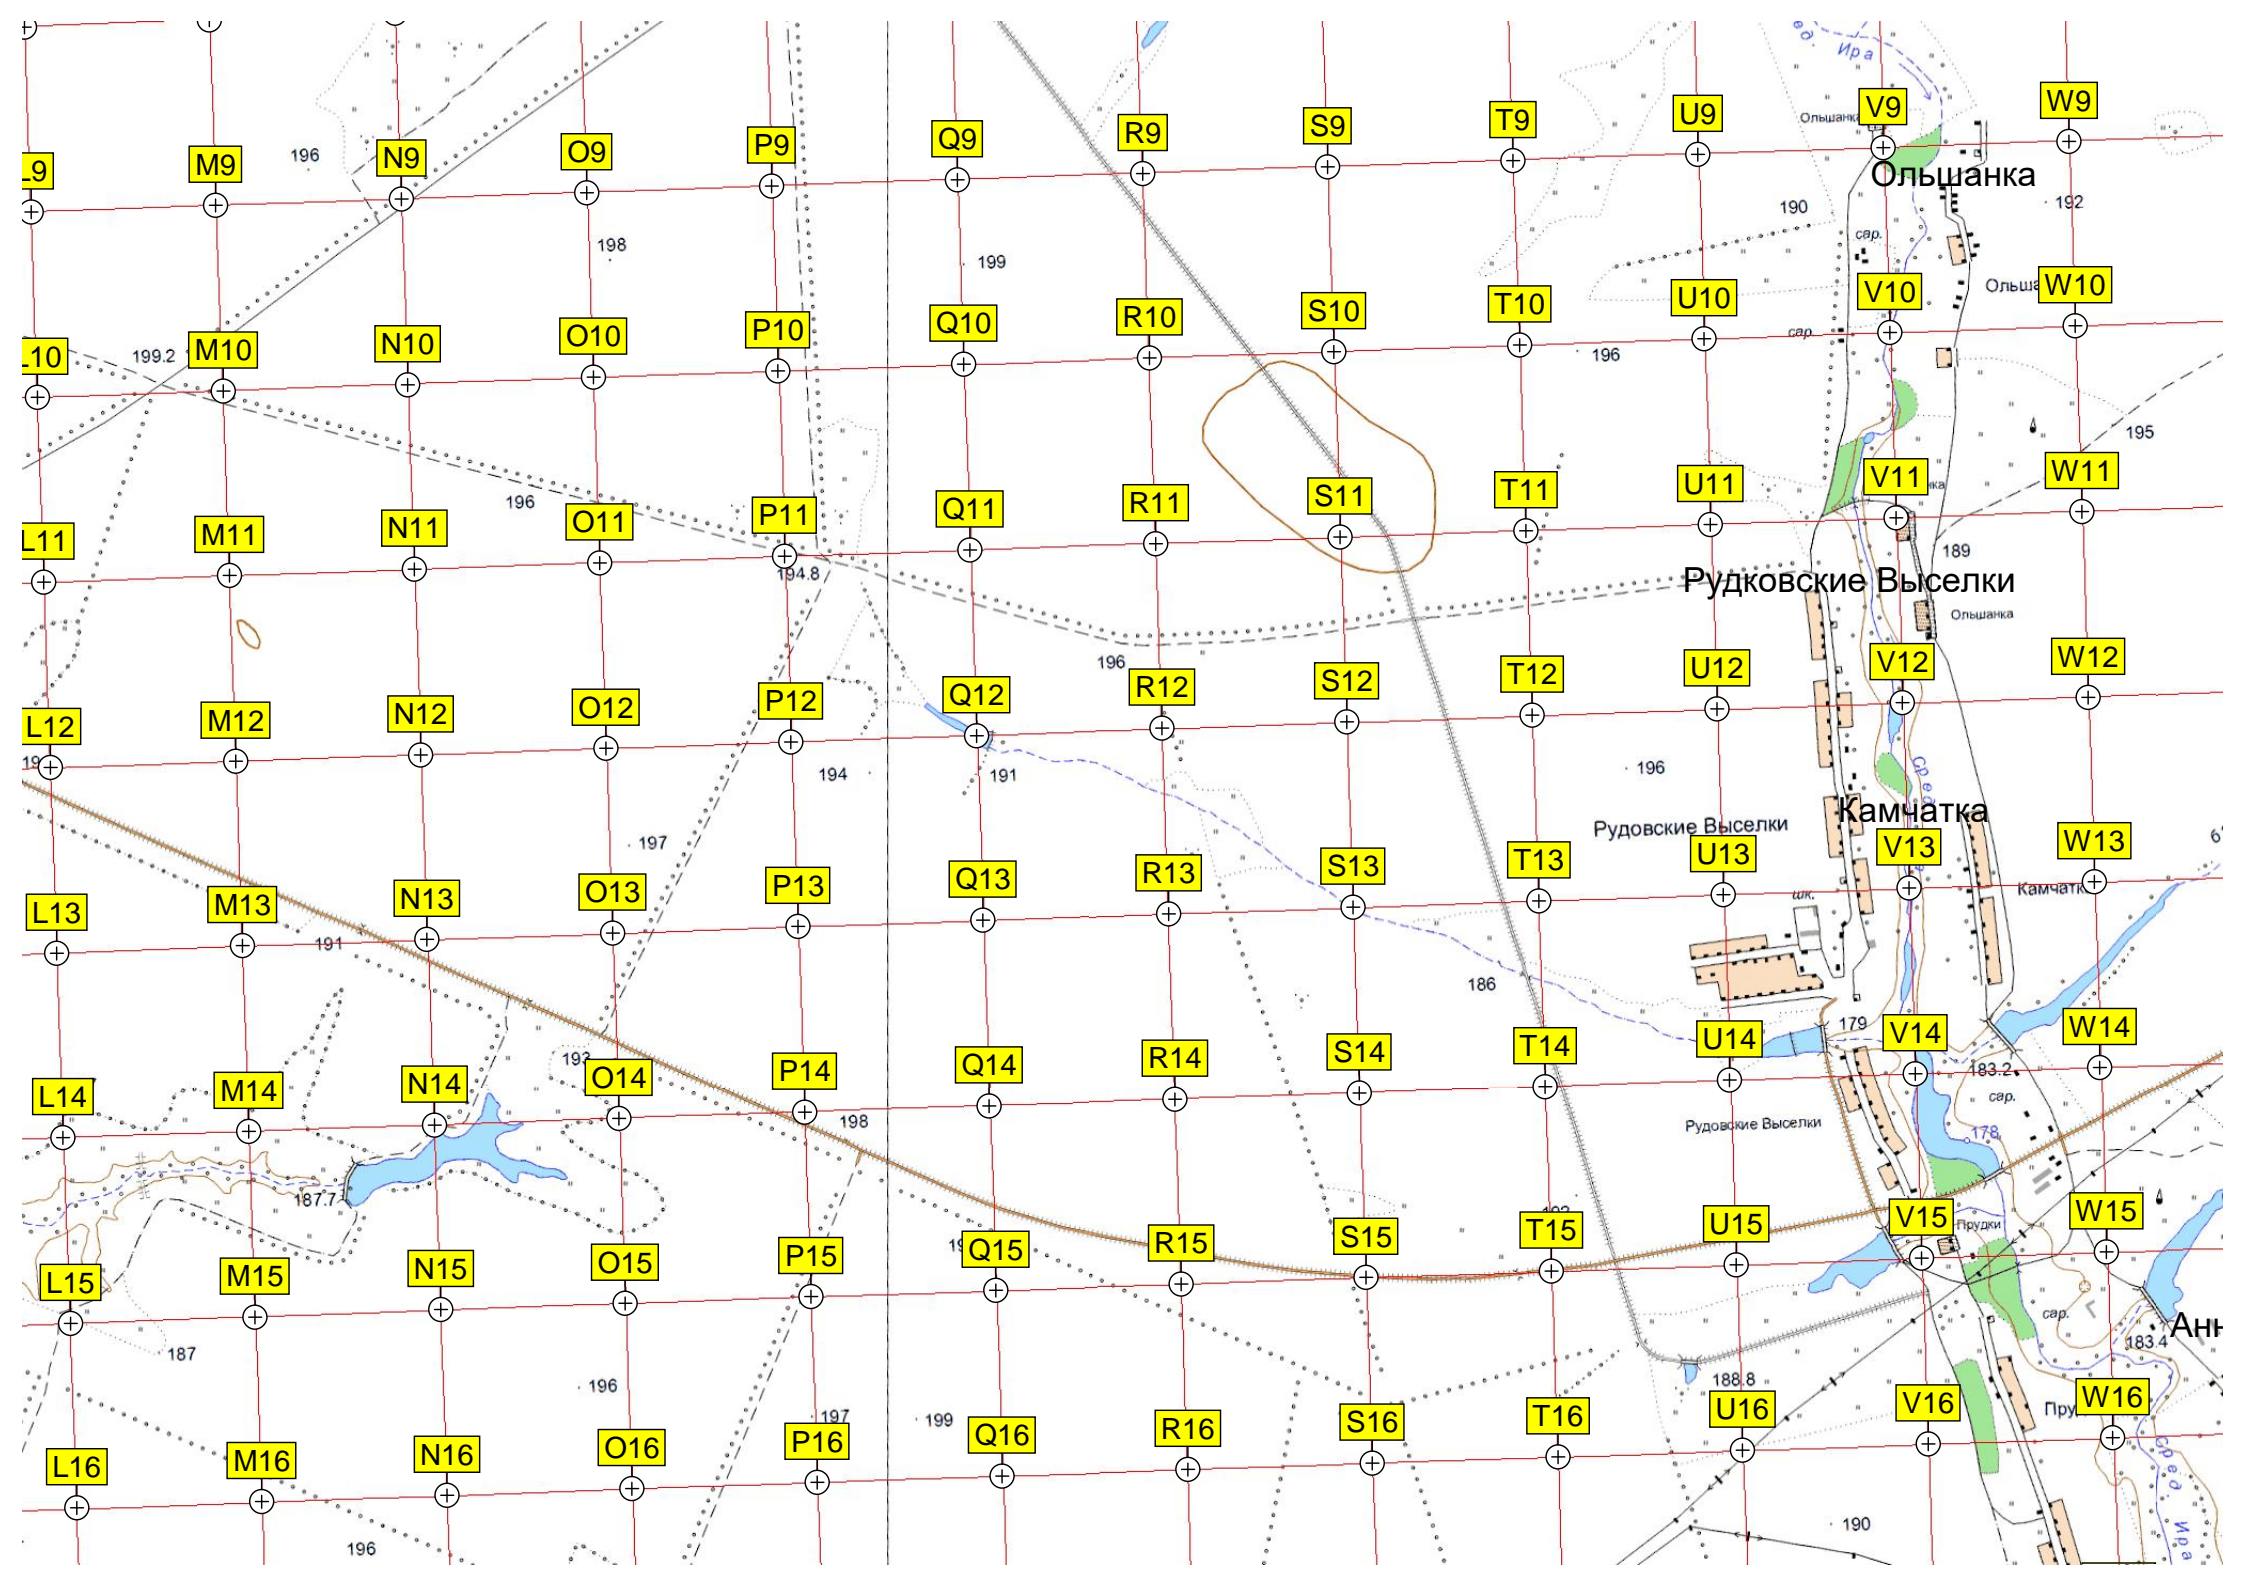 ед. Ира
Ольшанка
L9 M9 N9 O9 P9 Q9 R9 S9 T9 U9 V9 W9
196
Ольшанка
190
192
198
199
сар.
L10 M10 N10 O10 P10 Q10 R10 S10 T10 U10 V10 W10
199.2
196
сар.
195
196
L11 M11 N11 O11 P11 Q11 R11 S11 T11 U11 V11 W11
194.8
189
Рудковские Выселки
Ольшанка
196
L12 M12 N12 O12 P12 Q12 R12 S12 T12 U12 V12 W12
194
191
196
Сред.
Камчатка
197
Рудовские Выселки
L13 M13 N13 O13 P13 Q13 R13 S13 T13 U13 V13 W13
шк.
191
186
179
L14 M14 N14 O14 P14 Q14 R14 S14 T14 U14 V14 W14
183.2
сар.
198
Рудовские Выселки
178
187.7
L15 M15 N15 O15 P15 Q15 R15 S15 T15 U15 V15 W15
Прудки
187
сар.
183.4
196
188.8
197
199
L16 M16 N16 O16 P16 Q16 R16 S16 T16 U16 V16 W16
Сред. Ира
196
190